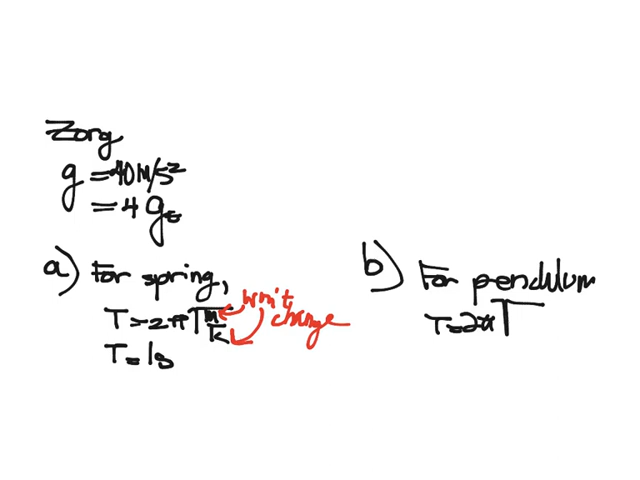 Zorg
g = 40 m/s²
= 4 gE
a) For spring,
T = 2π√m/k
won't change
T = 1s
b) For pendulum
T = 2π√